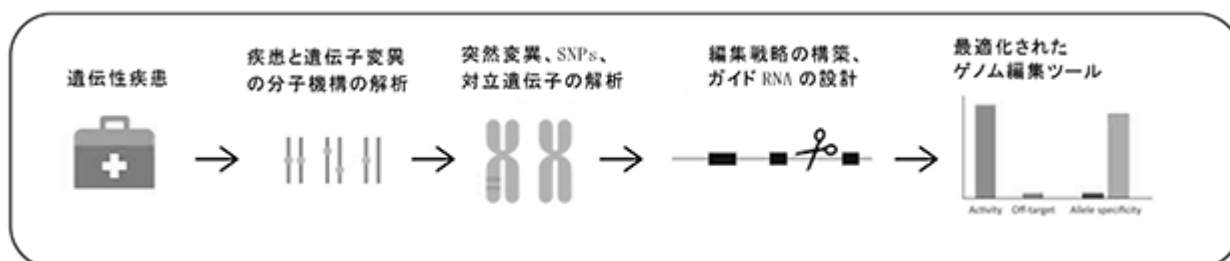 遺伝性疾患
疾患と遺伝子変異
の分子機構の解析
突然変異、SNPs、
対立遺伝子の解析
編集戦略の構築、
ガイド RNA の設計
最適化された
ゲノム編集ツール
Activity Off-target Allele specificity